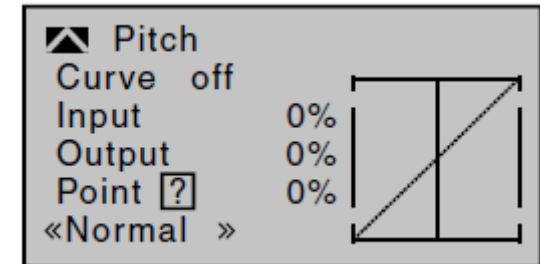 Pitch
Curve off
Input 0%
Output 0%
Point ? 0%
«Normal »